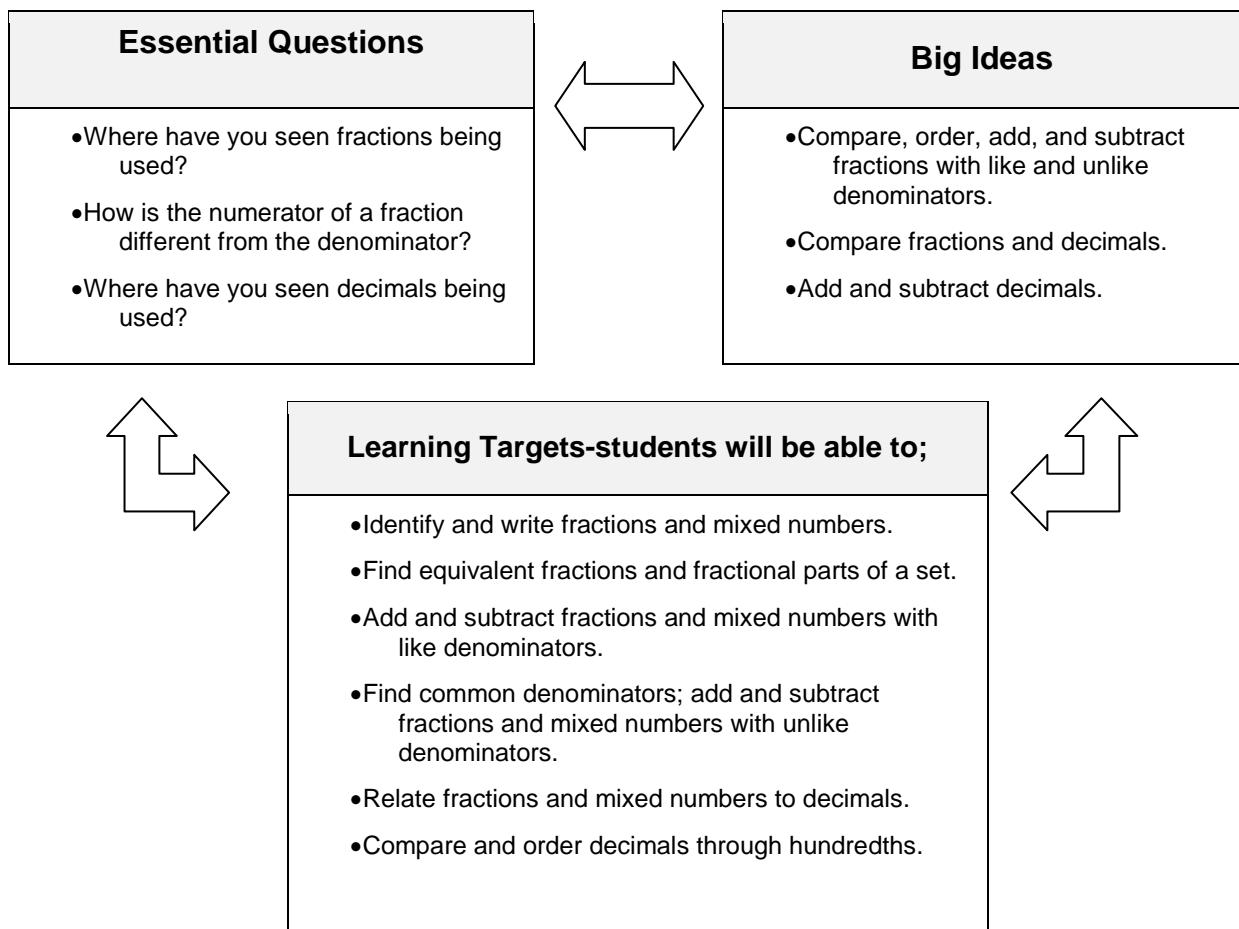 Essential Questions
•Where have you seen fractions being
used?
•How is the numerator of a fraction
different from the denominator?
•Where have you seen decimals being
used?
Big Ideas
•Compare, order, add, and subtract
fractions with like and unlike
denominators.
•Compare fractions and decimals.
•Add and subtract decimals.
Learning Targets-students will be able to;
•Identify and write fractions and mixed numbers.
•Find equivalent fractions and fractional parts of a set.
•Add and subtract fractions and mixed numbers with
like denominators.
•Find common denominators; add and subtract
fractions and mixed numbers with unlike
denominators.
•Relate fractions and mixed numbers to decimals.
•Compare and order decimals through hundredths.